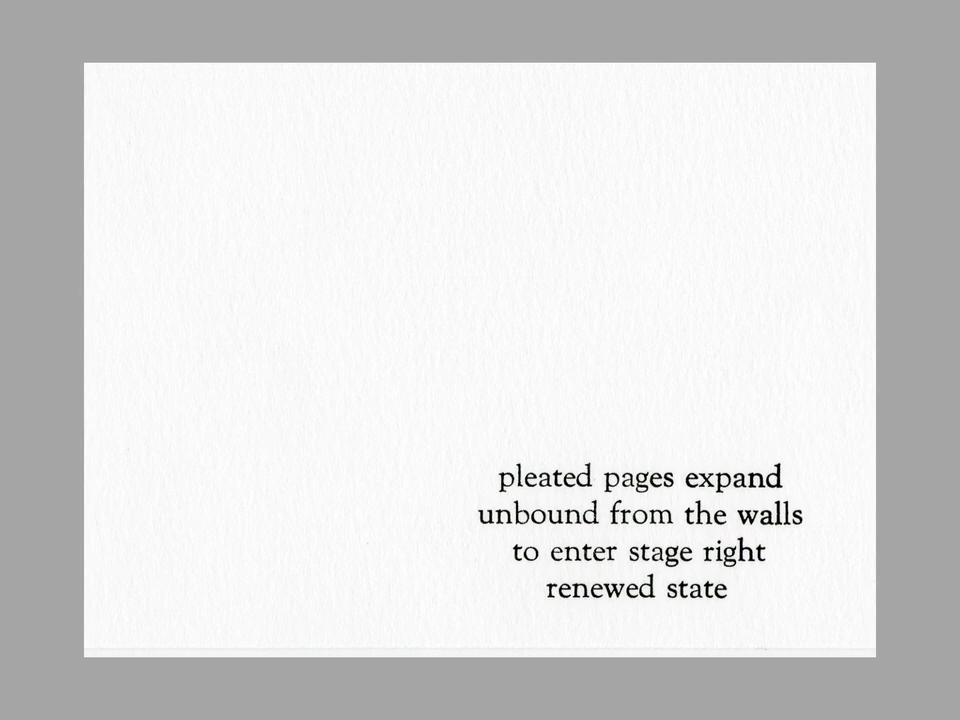 pleated pages expand
unbound from the walls
to enter stage right
renewed state